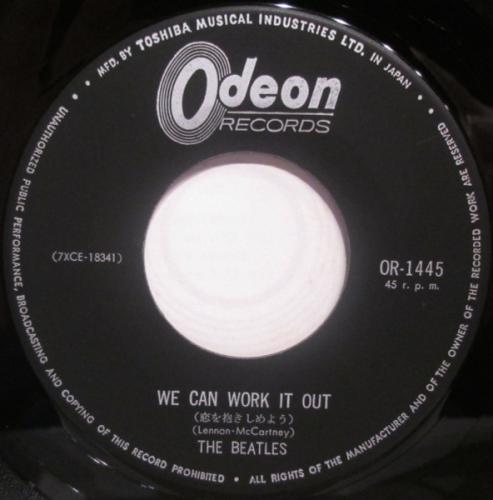 MFD. BY TOSHIBA MUSICAL INDUSTRIES LTD. IN JAPAN
Odeon
RECORDS
(7XCE-18341)
OR-1445
45 r. p. m.
WE CAN WORK IT OUT
(恋を抱きしめよう)
(Lennon-McCartney)
THE BEATLES
UNAUTHORIZED PUBLIC PERFORMANCE, BROADCASTING AND COPYING OF THIS RECORD PROHIBITED • ALL RIGHTS OF THE MANUFACTURER AND OF THE OWNER OF THE RECORDED WORK ARE RESERVED